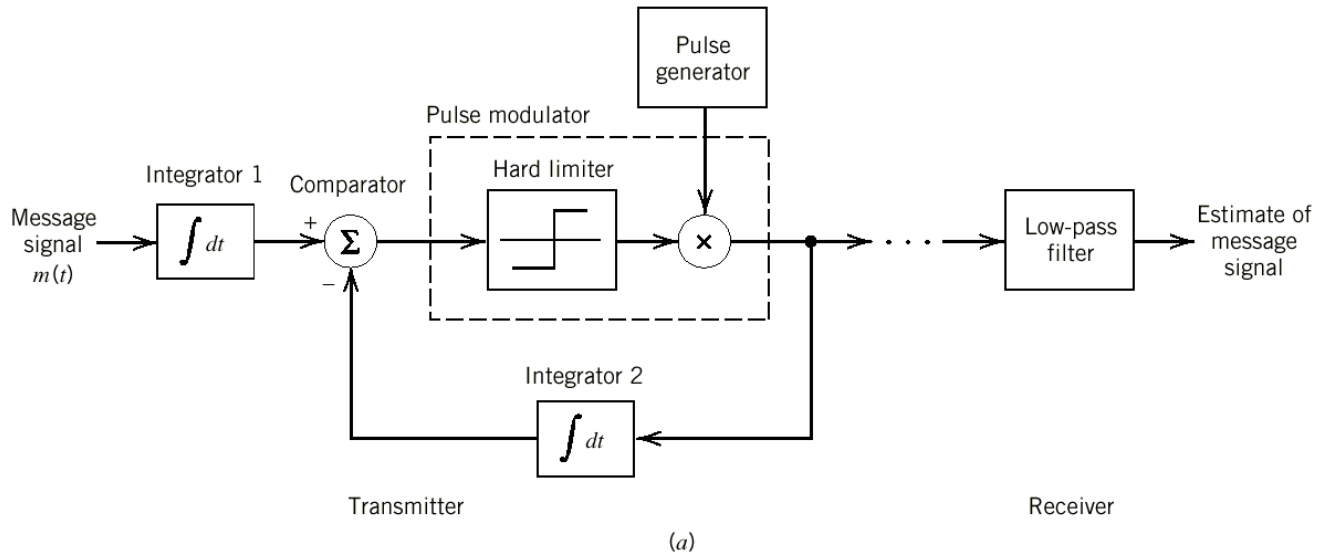 Pulse
generator
Pulse modulator
Integrator 1
Comparator
Hard limiter
Message
signal
m(t)
∫ dt
+
Σ
−
×
. . .
Low-pass
filter
Estimate of
message
signal
Integrator 2
∫ dt
Transmitter
Receiver
(a)